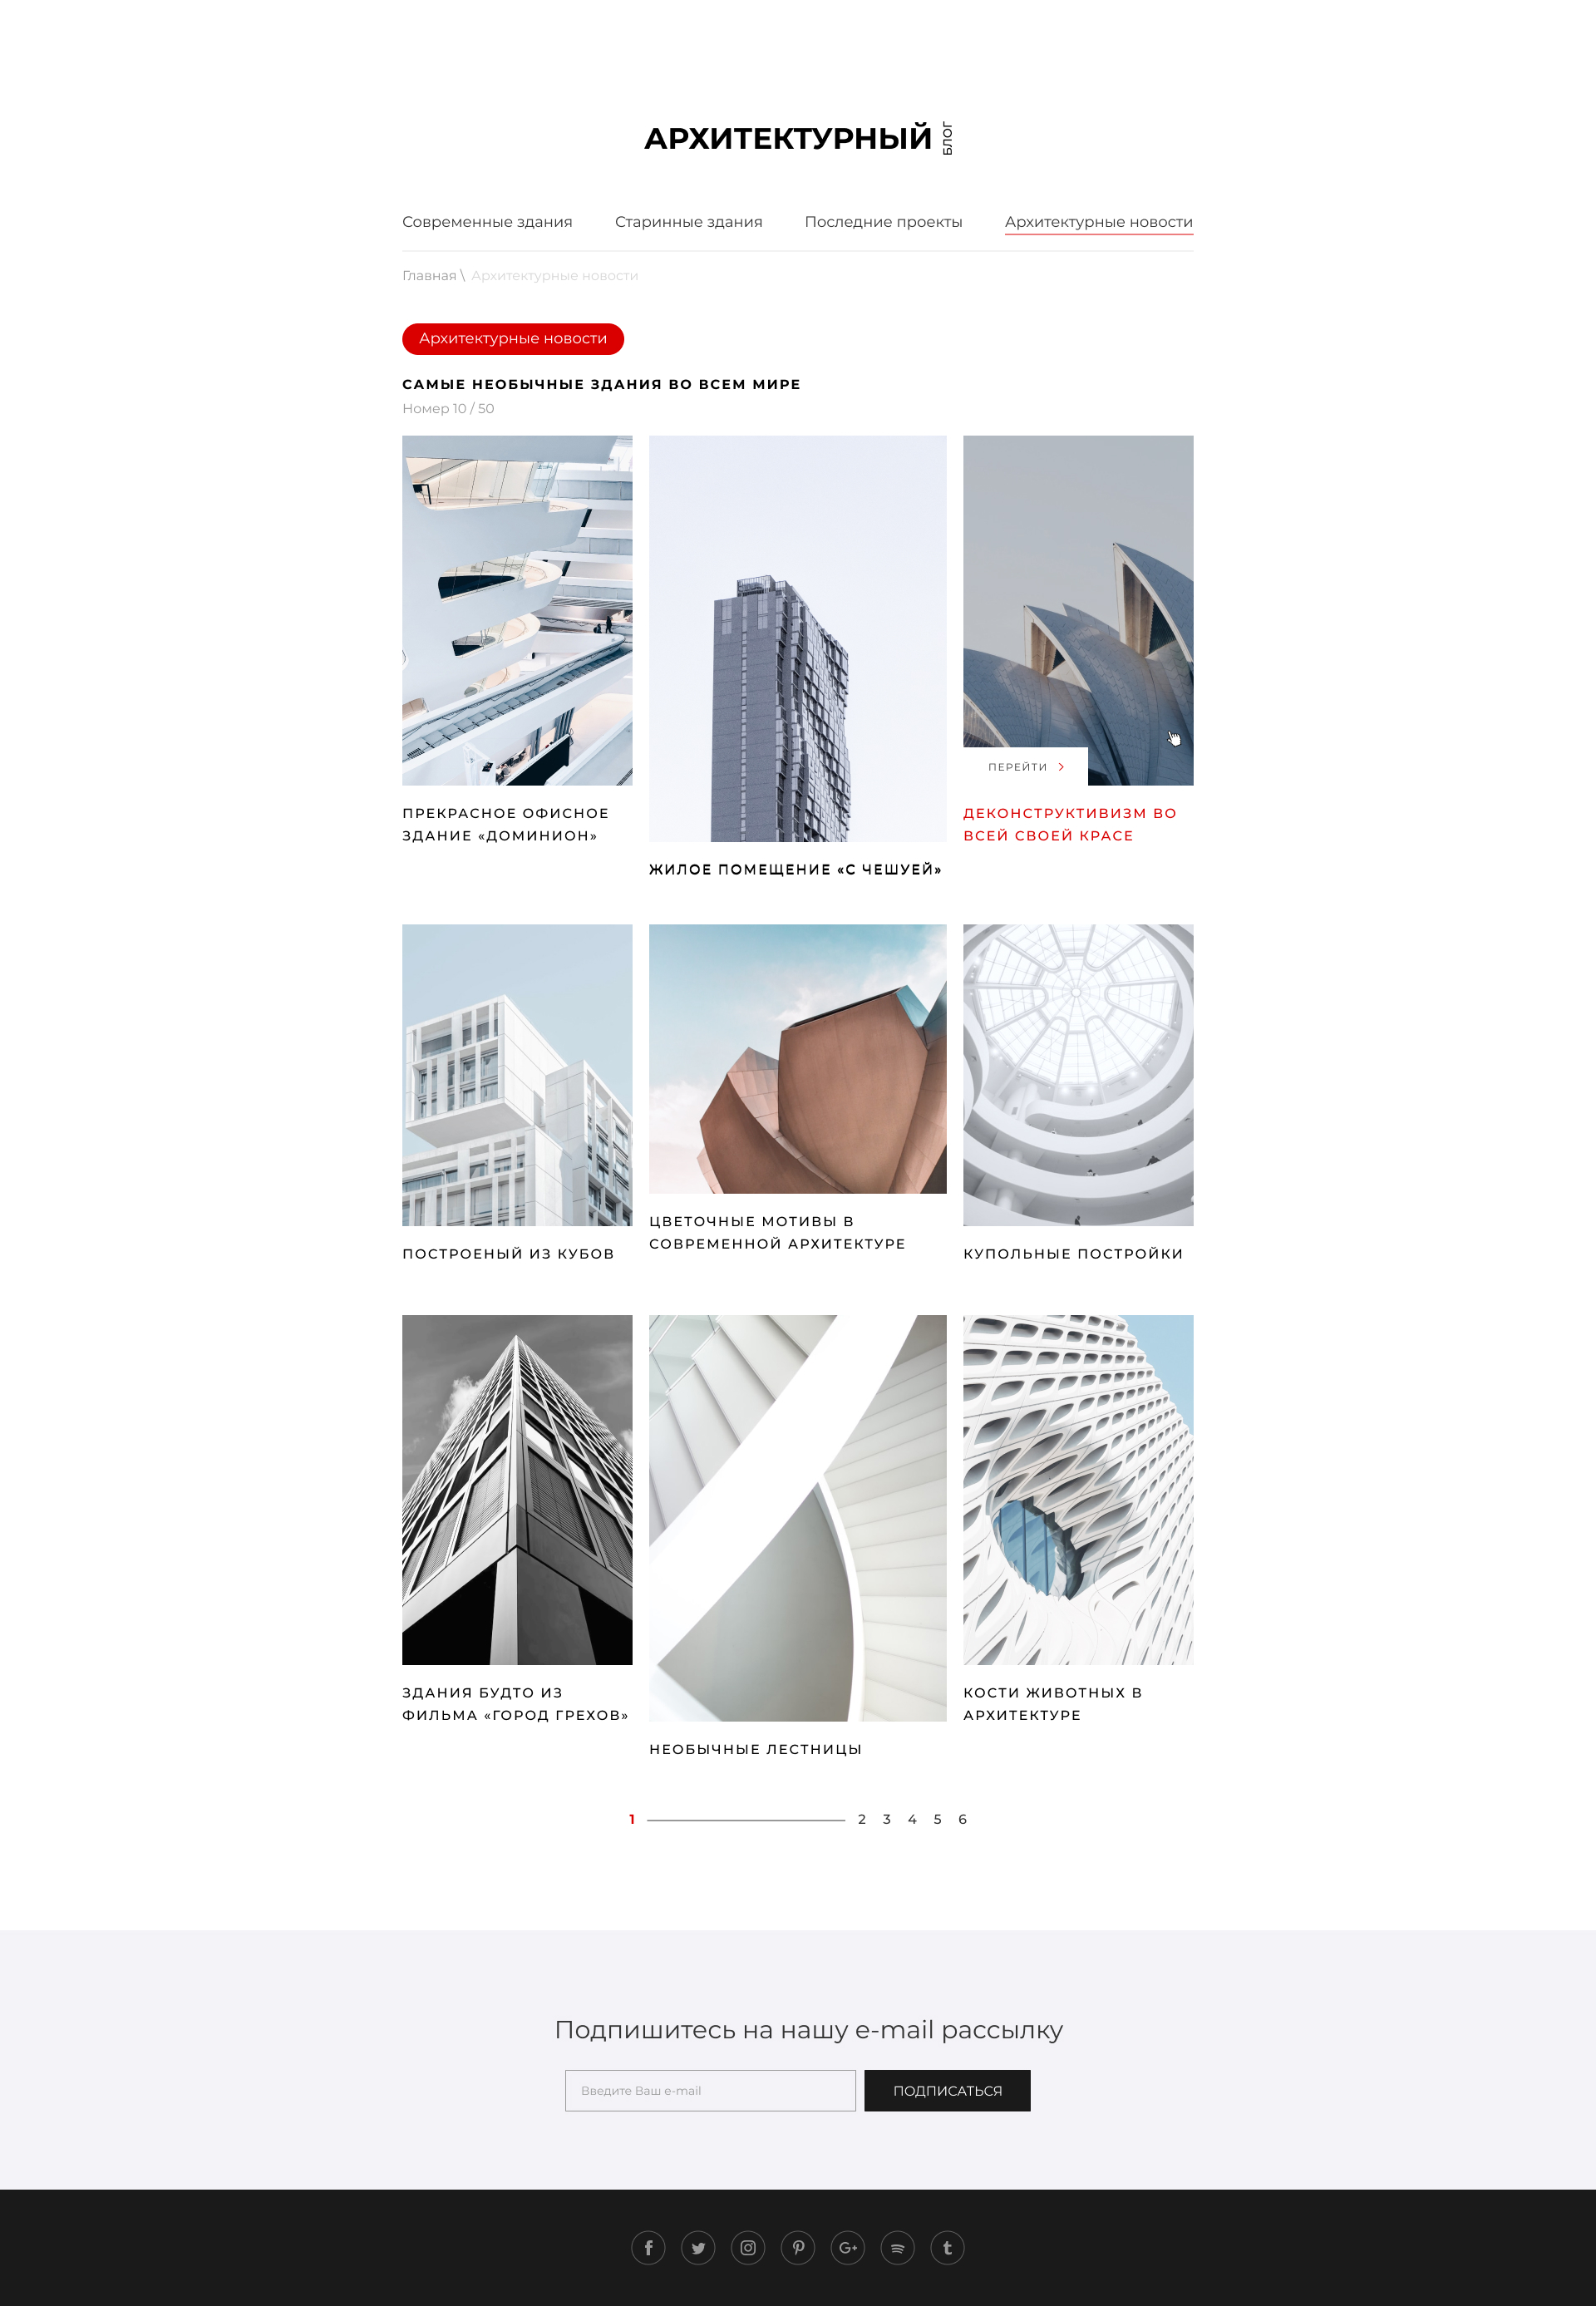 АРХИТЕКТУРНЫЙ БЛОГ
Современные здания Старинные здания Последние проекты Архитектурные новости
Главная \ Архитектурные новости
Архитектурные новости
САМЫЕ НЕОБЫЧНЫЕ ЗДАНИЯ ВО ВСЕМ МИРЕ
Номер 10 / 50
ПРЕКРАСНОЕ ОФИСНОЕ
ЗДАНИЕ «ДОМИНИОН»
ЖИЛОЕ ПОМЕЩЕНИЕ «С ЧЕШУЕЙ»
ПЕРЕЙТИ >
ДЕКОНСТРУКТИВИЗМ ВО
ВСЕЙ СВОЕЙ КРАСЕ
ПОСТРОЕНЫЙ ИЗ КУБОВ
ЦВЕТОЧНЫЕ МОТИВЫ В
СОВРЕМЕННОЙ АРХИТЕКТУРЕ
КУПОЛЬНЫЕ ПОСТРОЙКИ
ЗДАНИЯ БУДТО ИЗ
ФИЛЬМА «ГОРОД ГРЕХОВ»
НЕОБЫЧНЫЕ ЛЕСТНИЦЫ
КОСТИ ЖИВОТНЫХ В
АРХИТЕКТУРЕ
1 2 3 4 5 6
Подпишитесь на нашу e-mail рассылку
Введите Ваш e-mail
ПОДПИСАТЬСЯ